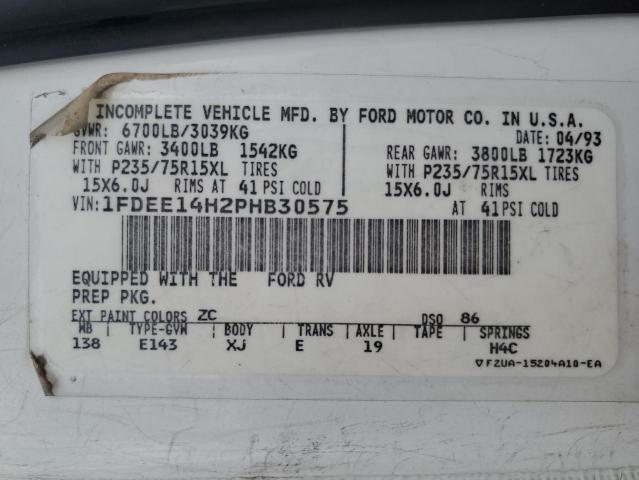 INCOMPLETE VEHICLE MFD. BY FORD MOTOR CO. IN U.S.A.
GVWR: 6700LB/3039KG DATE: 04/93
FRONT GAWR: 3400LB 1542KG REAR GAWR: 3800LB 1723KG
WITH P235/75R15XL TIRES WITH P235/75R15XL TIRES
15X6.0J RIMS AT 41 PSI COLD 15X6.0J RIMS
VIN: 1FDEE14H2PHB30575 AT 41 PSI COLD
EQUIPPED WITH THE FORD RV
PREP PKG.
EXT PAINT COLORS ZC DSO 86
WB | TYPE-GVM | BODY | TRANS | AXLE | TAPE | SPRINGS
138 E143 XJ E 19 H4C
▽ F2UA-15204A10-EA